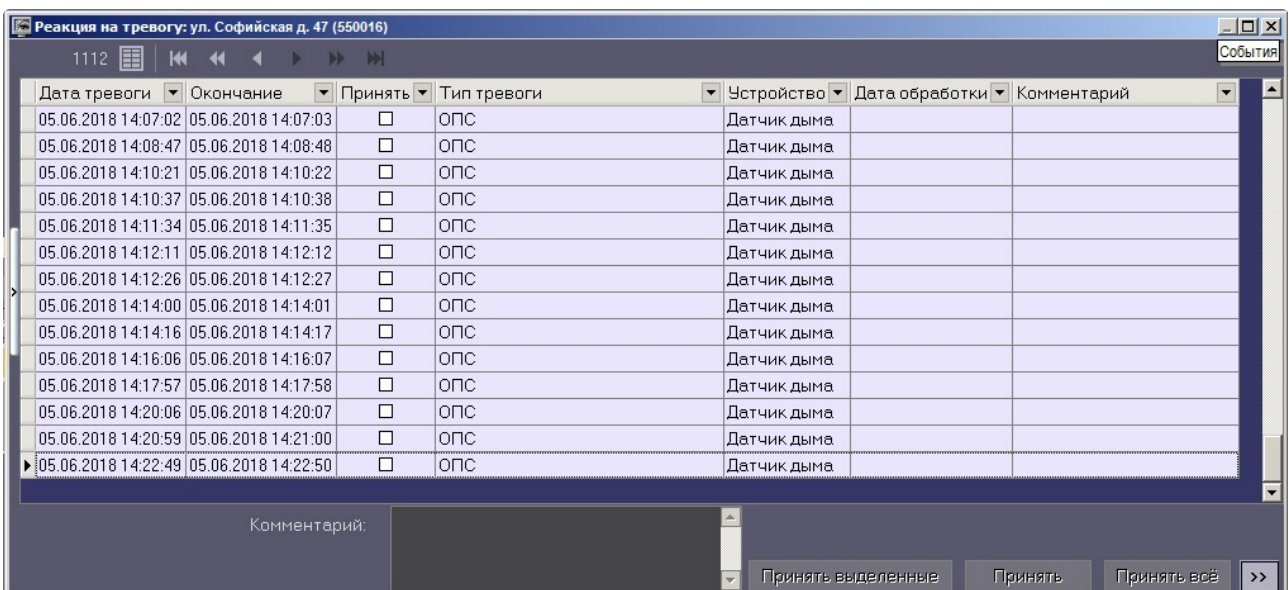 Реакция на тревогу: ул. Софийская д. 47 (550016)
1112
События
Дата тревоги Окончание Принять Тип тревоги Устройство Дата обработки Комментарий
05.06.2018 14:07:02 05.06.2018 14:07:03 ОПС Датчик дыма
05.06.2018 14:08:47 05.06.2018 14:08:48 ОПС Датчик дыма
05.06.2018 14:10:21 05.06.2018 14:10:22 ОПС Датчик дыма
05.06.2018 14:10:37 05.06.2018 14:10:38 ОПС Датчик дыма
05.06.2018 14:11:34 05.06.2018 14:11:35 ОПС Датчик дыма
05.06.2018 14:12:11 05.06.2018 14:12:12 ОПС Датчик дыма
05.06.2018 14:12:26 05.06.2018 14:12:27 ОПС Датчик дыма
05.06.2018 14:14:00 05.06.2018 14:14:01 ОПС Датчик дыма
05.06.2018 14:14:16 05.06.2018 14:14:17 ОПС Датчик дыма
05.06.2018 14:16:06 05.06.2018 14:16:07 ОПС Датчик дыма
05.06.2018 14:17:57 05.06.2018 14:17:58 ОПС Датчик дыма
05.06.2018 14:20:06 05.06.2018 14:20:07 ОПС Датчик дыма
05.06.2018 14:20:59 05.06.2018 14:21:00 ОПС Датчик дыма
05.06.2018 14:22:49 05.06.2018 14:22:50 ОПС Датчик дыма
Комментарий:
Принять выделенные Принять Принять всё >>